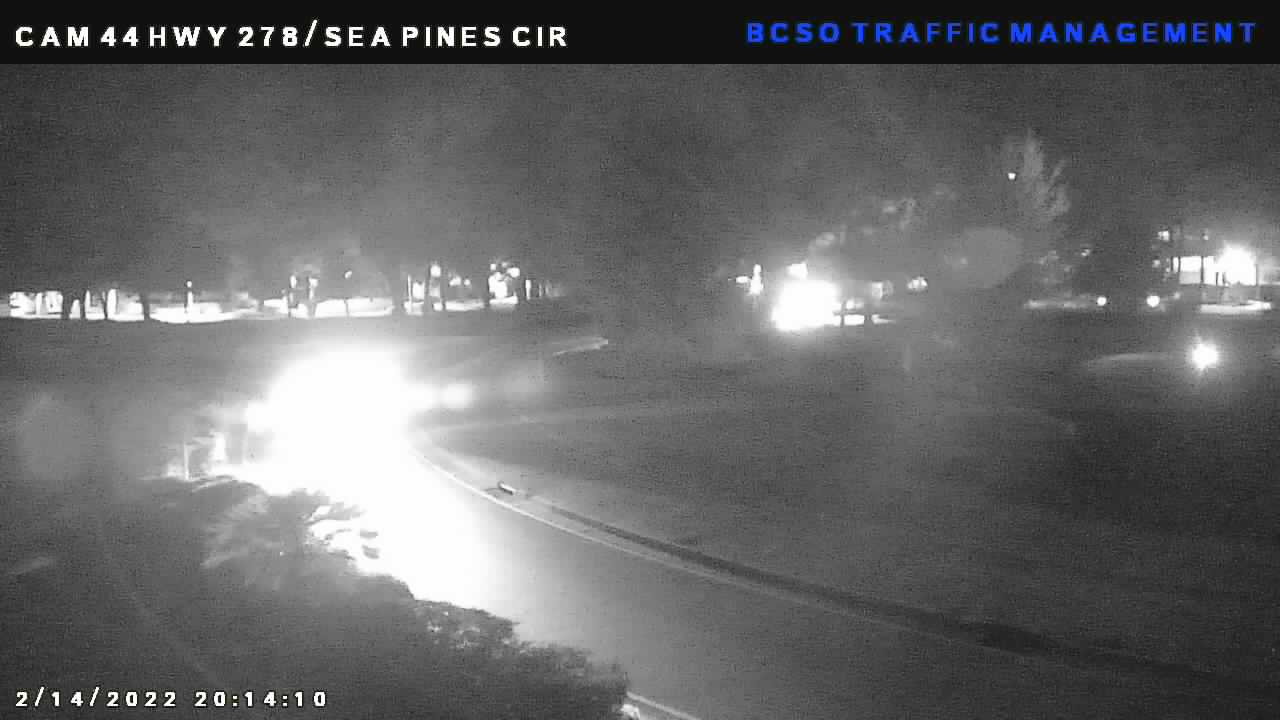 CAM 44 HWY 278/SEA PINES CIR
BCSO TRAFFIC MANAGEMENT
2/14/2022 20:14:10